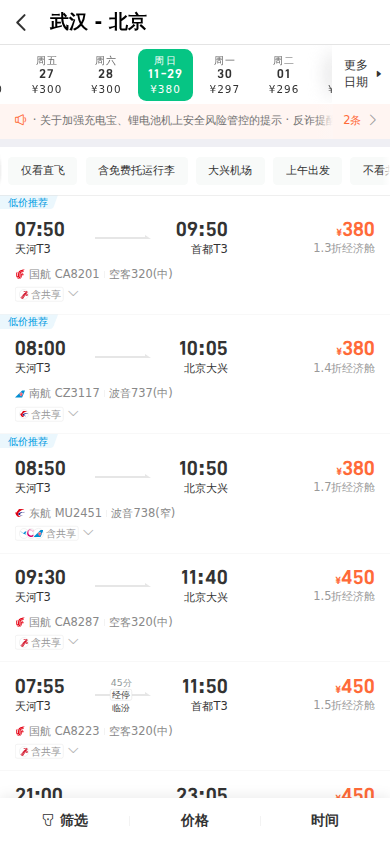 武汉 - 北京
周五 周六 周日 周一 周二
27 28 11-29 30 01
¥300 ¥300 ¥380 ¥297 ¥296
更多
日期
· 关于加强充电宝、锂电池机上安全风险管控的提示 · 反诈提 2条
仅看直飞 含免费托运行李 大兴机场 上午出发 不看
低价推荐
07:50 09:50 ¥380
天河T3 首都T3 1.3折经济舱
国航 CA8201 空客320(中)
含共享
低价推荐
08:00 10:05 ¥380
天河T3 北京大兴 1.4折经济舱
南航 CZ3117 波音737(中)
含共享
低价推荐
08:50 10:50 ¥380
天河T3 北京大兴 1.7折经济舱
东航 MU2451 波音738(窄)
含共享
09:30 11:40 ¥450
天河T3 北京大兴 1.5折经济舱
国航 CA8287 空客320(中)
含共享
07:55 45分 11:50 ¥450
经停
天河T3 临汾 首都T3 1.5折经济舱
国航 CA8223 空客320(中)
含共享
21:00 23:05 ¥450
筛选 价格 时间